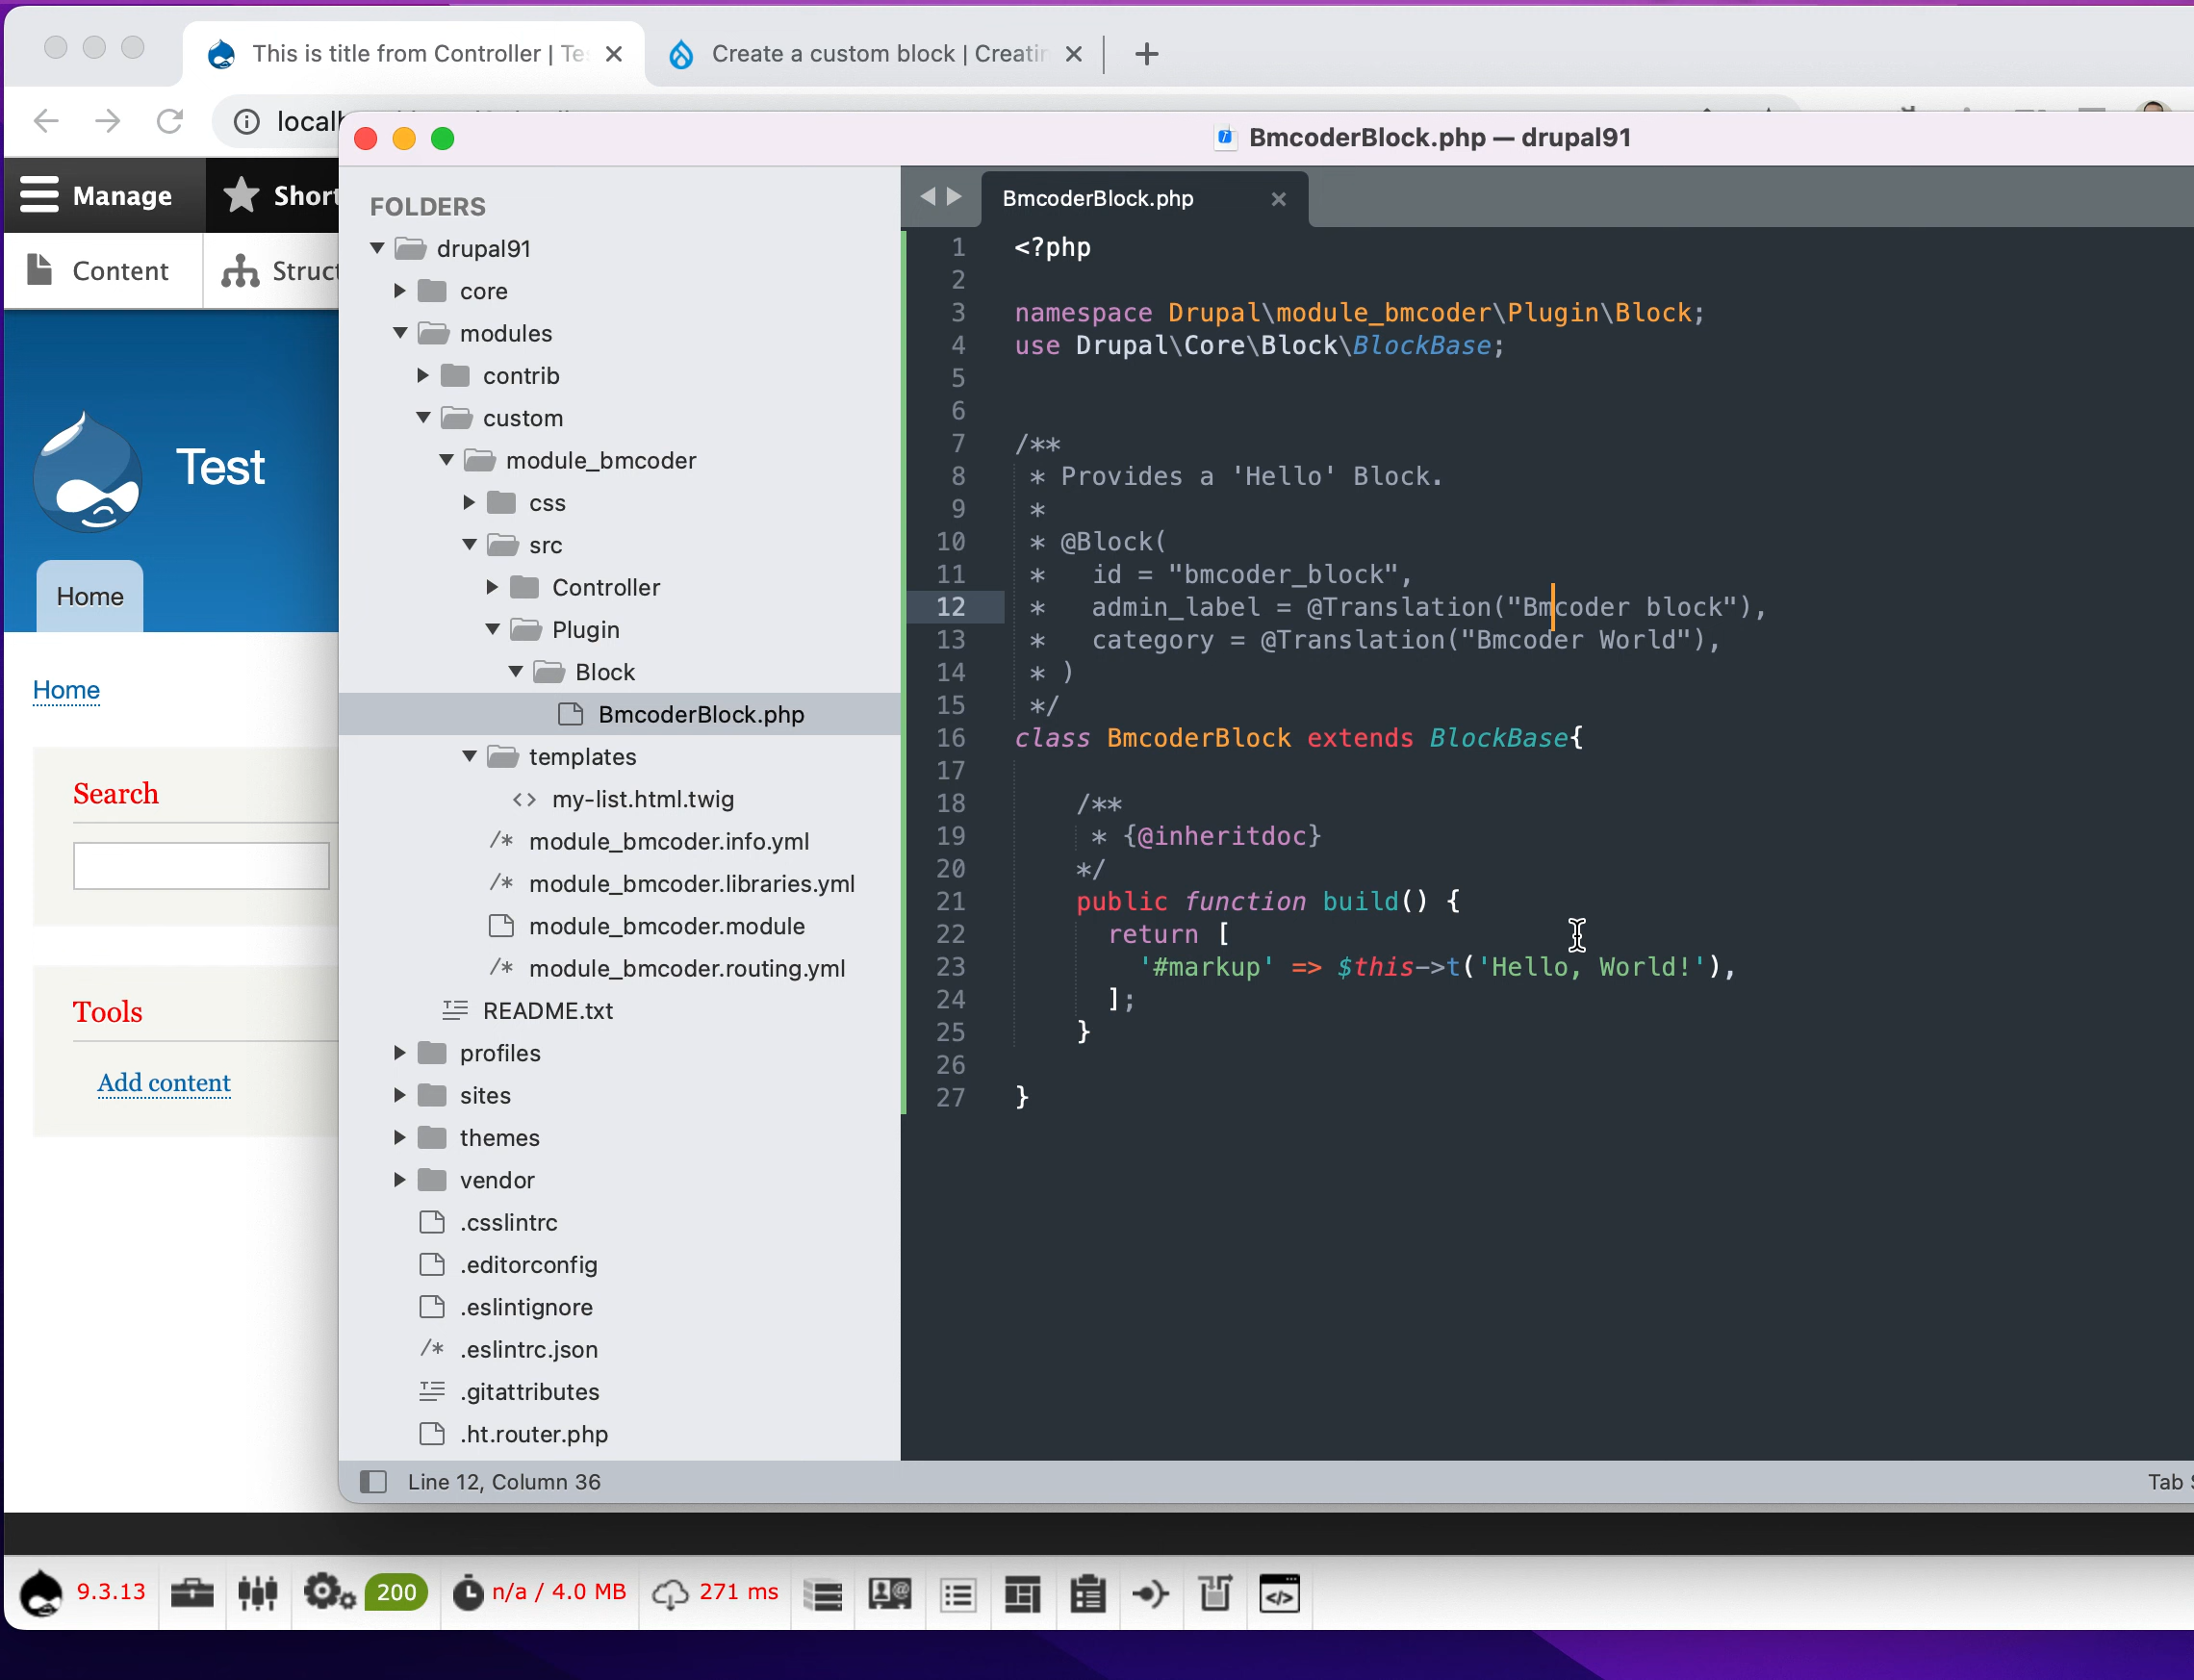 This is title from Controller | Te
Create a custom block | Creatin
local
BmcoderBlock.php — drupal91
Manage
Short
Content
Struct
Test
Home
Home
Search
Tools
Add content
FOLDERS
drupal91
core
modules
contrib
custom
module_bmcoder
css
src
Controller
Plugin
Block
BmcoderBlock.php
templates
<> my-list.html.twig
/* module_bmcoder.info.yml
/* module_bmcoder.libraries.yml
module_bmcoder.module
/* module_bmcoder.routing.yml
README.txt
profiles
sites
themes
vendor
.csslintrc
.editorconfig
.eslintignore
/* .eslintrc.json
.gitattributes
.ht.router.php
BmcoderBlock.php
1 <?php
2
3 namespace Drupal\module_bmcoder\Plugin\Block;
4 use Drupal\Core\Block\BlockBase;
5
6
7 /**
8 * Provides a 'Hello' Block.
9 *
10 * @Block(
11 *   id = "bmcoder_block",
12 *   admin_label = @Translation("Bmcoder block"),
13 *   category = @Translation("Bmcoder World"),
14 * )
15 */
16 class BmcoderBlock extends BlockBase{
17
18 /**
19 * {@inheritdoc}
20 */
21 public function build() {
22 return [
23 '#markup' => $this->t('Hello, World!'),
24 ];
25 }
26
27 }
Line 12, Column 36
Tab S
9.3.13
200
n/a / 4.0 MB
271 ms